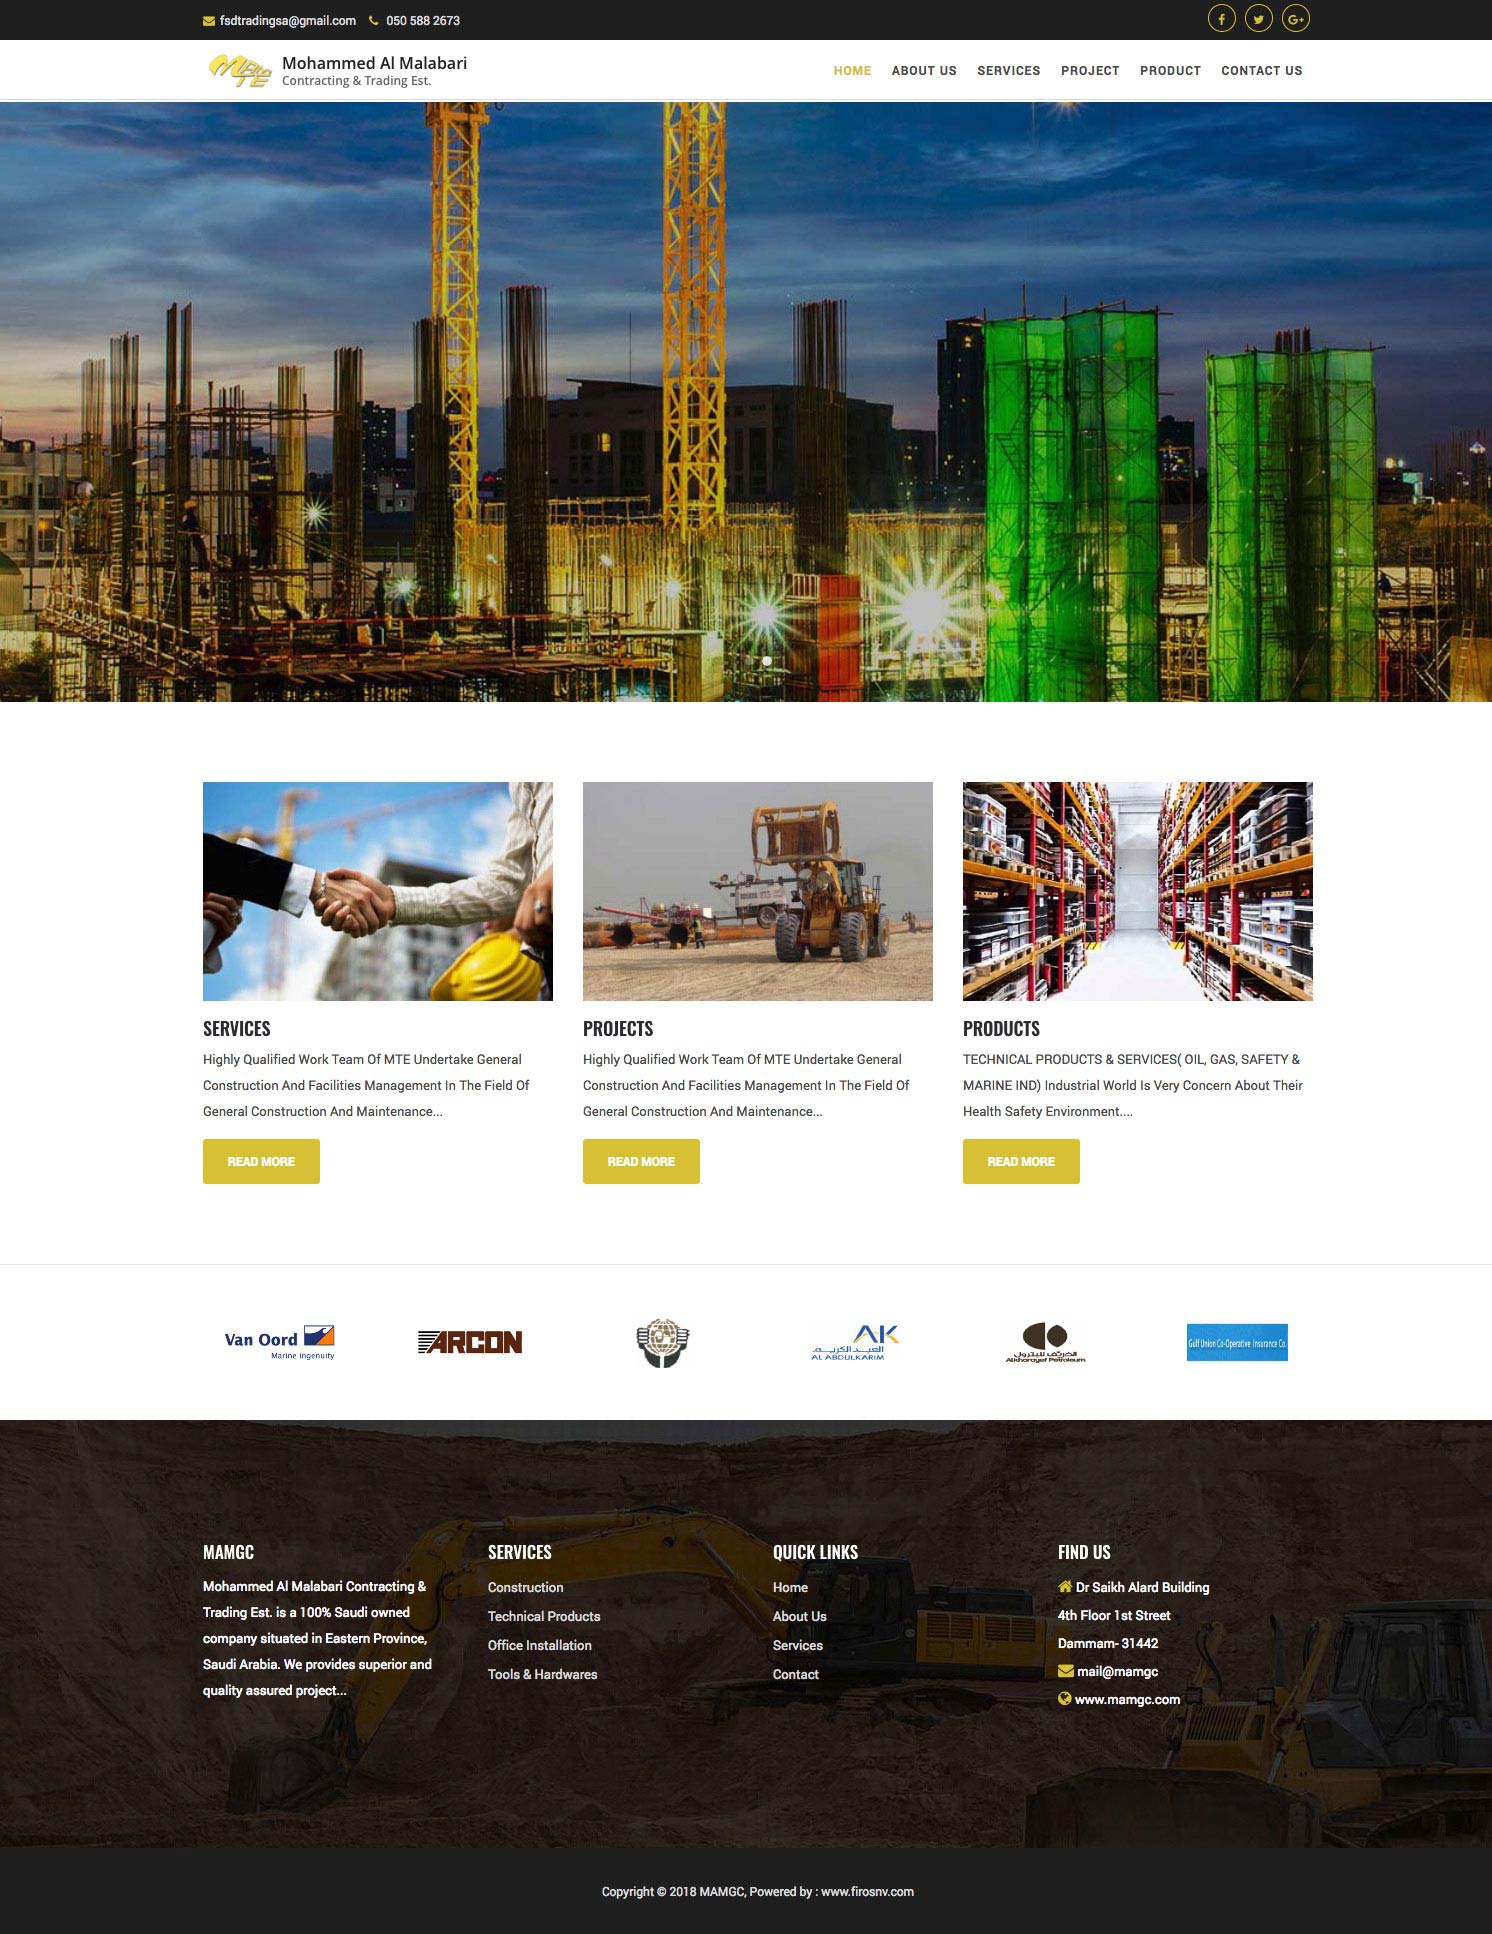 fsdtradingsa@gmail.com 050 588 2673
MTE
Mohammed Al Malabari
Contracting & Trading Est.
HOME ABOUT US SERVICES PROJECT PRODUCT CONTACT US
SERVICES
Highly Qualified Work Team Of MTE Undertake General
Construction And Facilities Management In The Field Of
General Construction And Maintenance...
READ MORE
PROJECTS
Highly Qualified Work Team Of MTE Undertake General
Construction And Facilities Management In The Field Of
General Construction And Maintenance...
READ MORE
PRODUCTS
TECHNICAL PRODUCTS & SERVICES( OIL, GAS, SAFETY &
MARINE IND) Industrial World Is Very Concern About Their
Health Safety Environment....
READ MORE
Van Oord
Marine ingenuity
ARCON
AK
العبد الكريم
AL ABDULKARIM
الخريّف للبترول
Alkhorayef Petroleum
Gulf Union Co-Operative Insurance Co.
MAMGC
Mohammed Al Malabari Contracting &
Trading Est. is a 100% Saudi owned
company situated in Eastern Province,
Saudi Arabia. We provides superior and
quality assured project...
SERVICES
Construction
Technical Products
Office Installation
Tools & Hardwares
QUICK LINKS
Home
About Us
Services
Contact
FIND US
Dr Saikh Alard Building
4th Floor 1st Street
Dammam- 31442
mail@mamgc
www.mamgc.com
Copyright © 2018 MAMGC, Powered by : www.firosnv.com